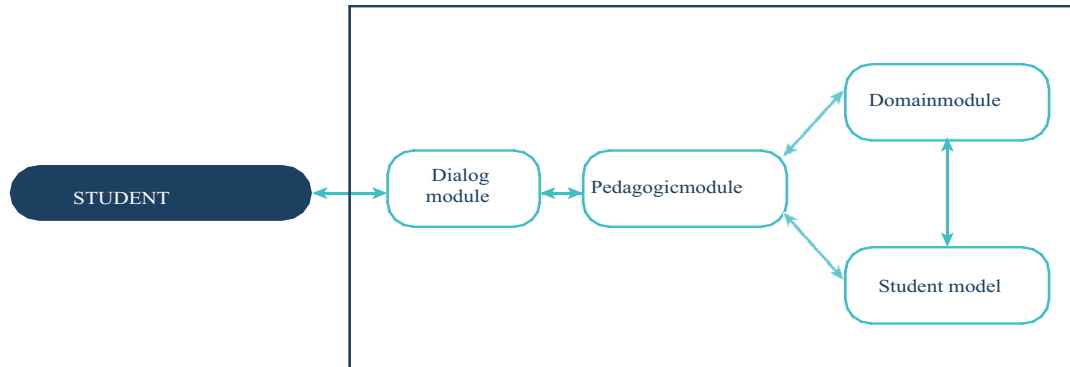 STUDENT
Dialog
module
Pedagogicmodule
Domainmodule
Student model